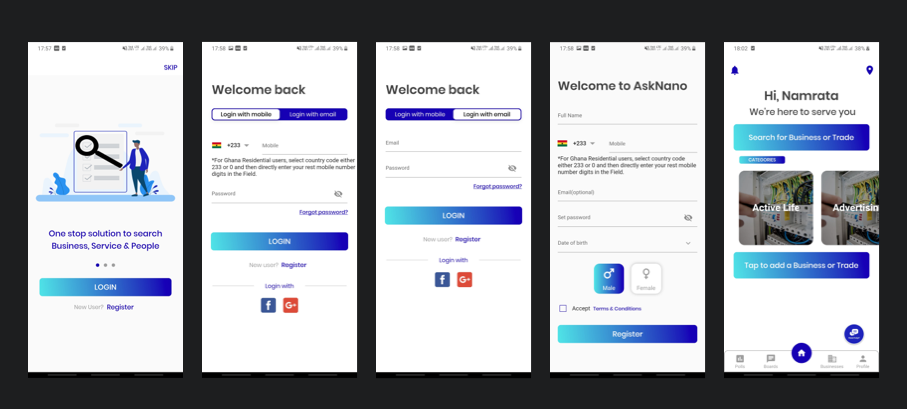 17:57
39%
SKIP
One stop solution to search
Business, Service & People
LOGIN
New User? Register
17:58
39%
Welcome back
Login with mobile
Login with email
+233
Mobile
*For Ghana Residential users, select country code either
233 or 0 and then directly enter your rest mobile number
digits in the Field.
Password
Forgot password?
LOGIN
New user? Register
Login with
f
G+
17:58
39%
Welcome back
Login with mobile
Login with email
Email
Password
Forgot password?
LOGIN
New user? Register
Login with
f
G+
17:58
39%
Welcome to AskNano
Full Name
+233
Mobile
*For Ghana Residential users, select country code
either 233 or 0 and then directly enter your rest mobile
number digits in the Field.
Email(optional)
Set password
Date of birth
Male
Female
Accept Terms & Conditions
Register
18:02
38%
Hi, Namrata
We're here to serve you
Search for Business or Trade
CATEGORIES
Active Life
Advertisin
Tap to add a Business or Trade
Polls
Boards
Businesses
Profile